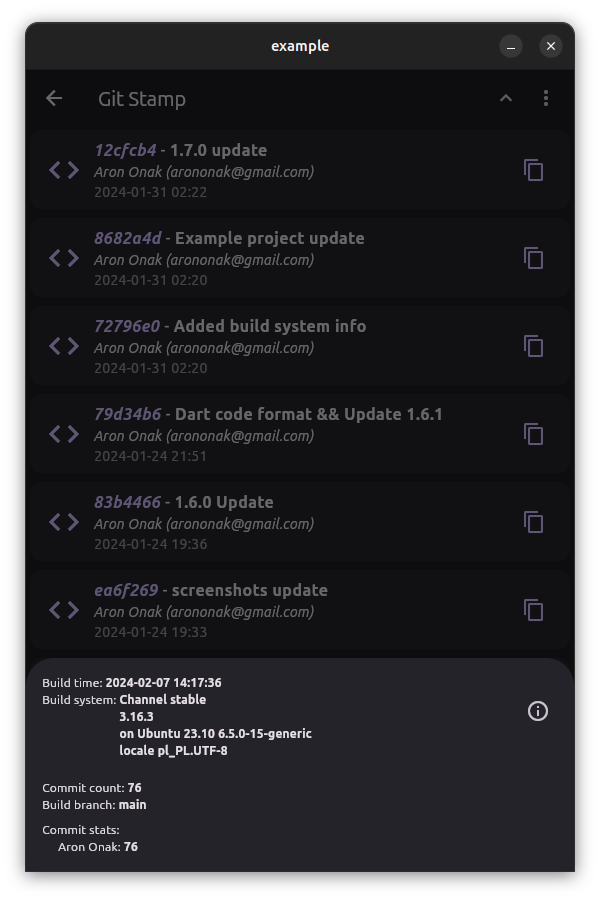 example
Git Stamp
12cfcb4 - 1.7.0 update
Aron Onak (arononak@gmail.com)
2024-01-31 02:22
8682a4d - Example project update
Aron Onak (arononak@gmail.com)
2024-01-31 02:20
72796e0 - Added build system info
Aron Onak (arononak@gmail.com)
2024-01-31 02:20
79d34b6 - Dart code format && Update 1.6.1
Aron Onak (arononak@gmail.com)
2024-01-24 21:51
83b4466 - 1.6.0 Update
Aron Onak (arononak@gmail.com)
2024-01-24 19:36
ea6f269 - screenshots update
Aron Onak (arononak@gmail.com)
2024-01-24 19:33
Build time: 2024-02-07 14:17:36
Build system: Channel stable
3.16.3
on Ubuntu 23.10 6.5.0-15-generic
locale pl_PL.UTF-8
Commit count: 76
Build branch: main
Commit stats:
Aron Onak: 76